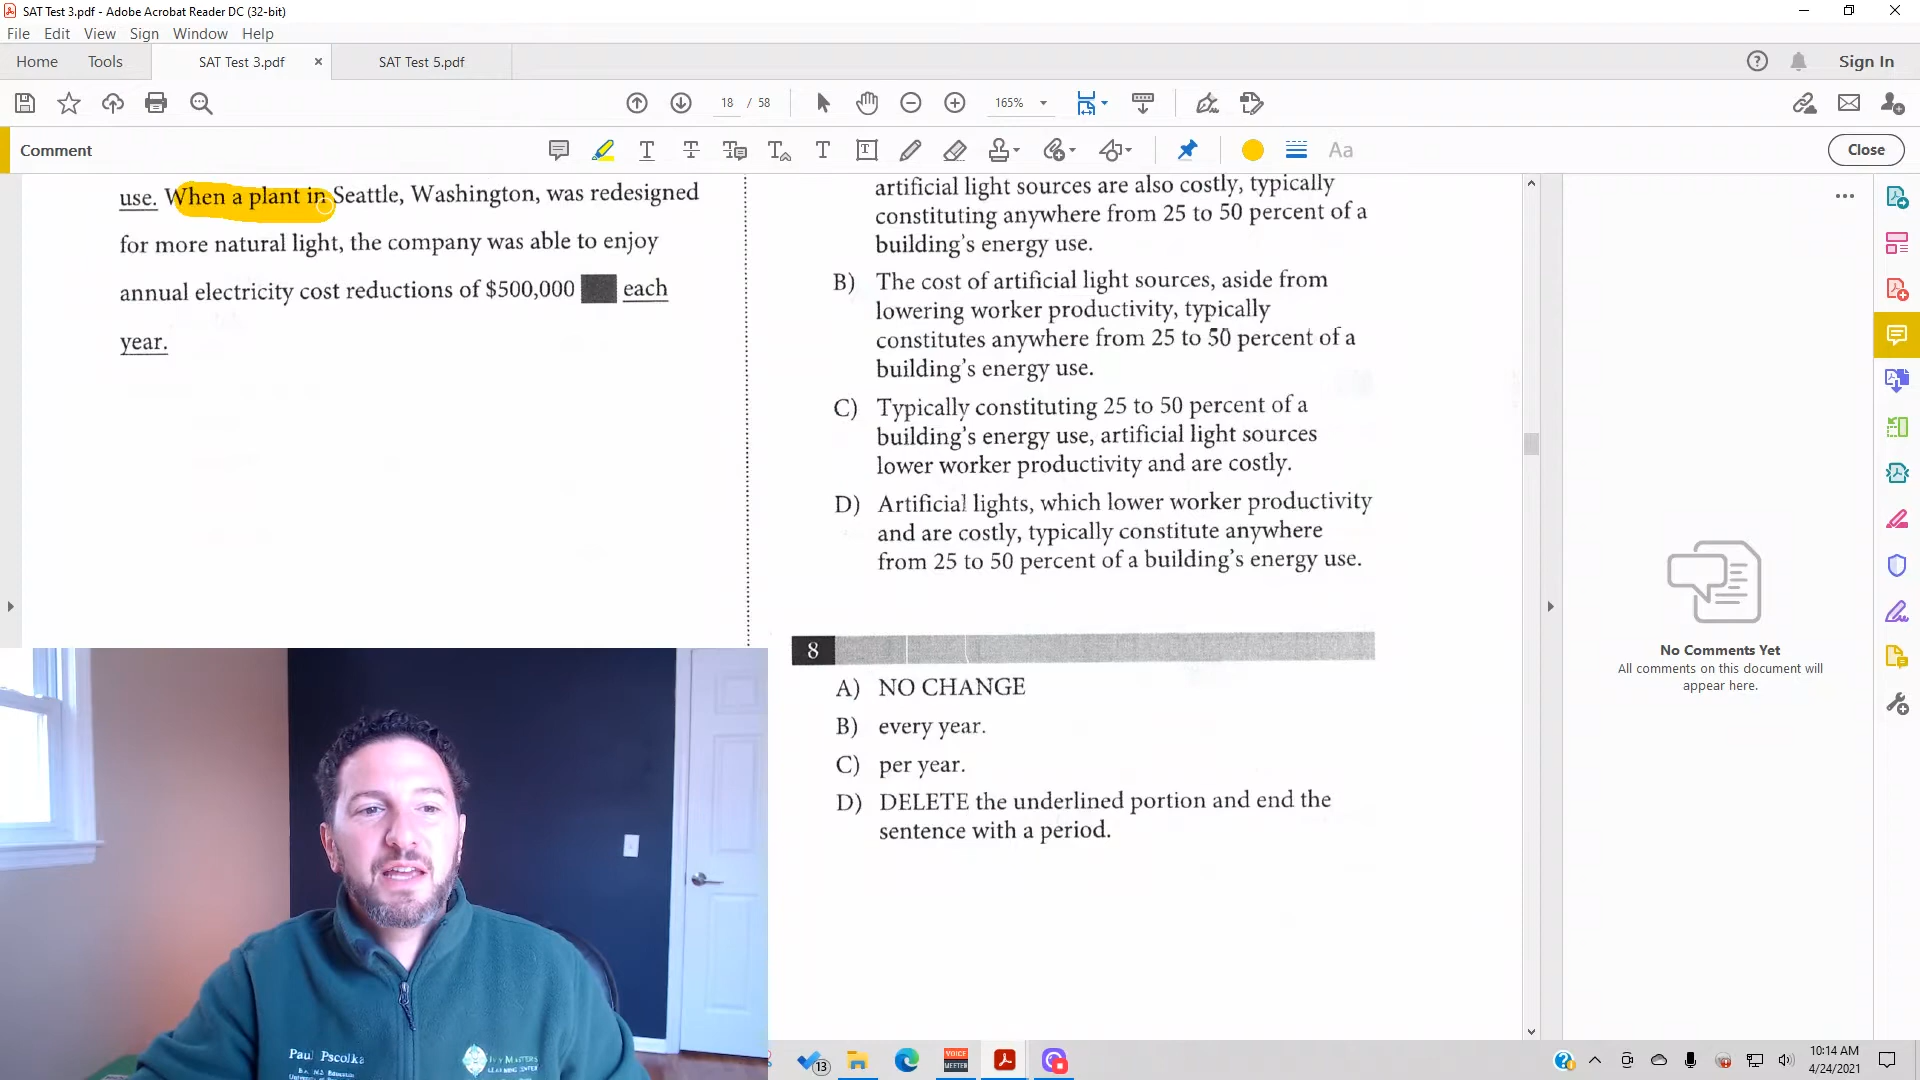 SAT Test 3.pdf - Adobe Acrobat Reader DC (32-bit)
File Edit View Sign Window Help
Home Tools SAT Test 3.pdf × SAT Test 5.pdf Sign In
18 / 58 165%
Comment Close
use. When a plant in Seattle, Washington, was redesigned
for more natural light, the company was able to enjoy
annual electricity cost reductions of $500,000 each
year.
artificial light sources are also costly, typically
constituting anywhere from 25 to 50 percent of a
building's energy use.
B) The cost of artificial light sources, aside from
lowering worker productivity, typically
constitutes anywhere from 25 to 50 percent of a
building's energy use.
C) Typically constituting 25 to 50 percent of a
building's energy use, artificial light sources
lower worker productivity and are costly.
D) Artificial lights, which lower worker productivity
and are costly, typically constitute anywhere
from 25 to 50 percent of a building's energy use.
8
A) NO CHANGE
B) every year.
C) per year.
D) DELETE the underlined portion and end the
sentence with a period.
No Comments Yet
All comments on this document will
appear here.
Paul Pscolka
IVY MASTERS
LEARNING CENTER
VOICE
MEETER
13
10:14 AM
4/24/2021